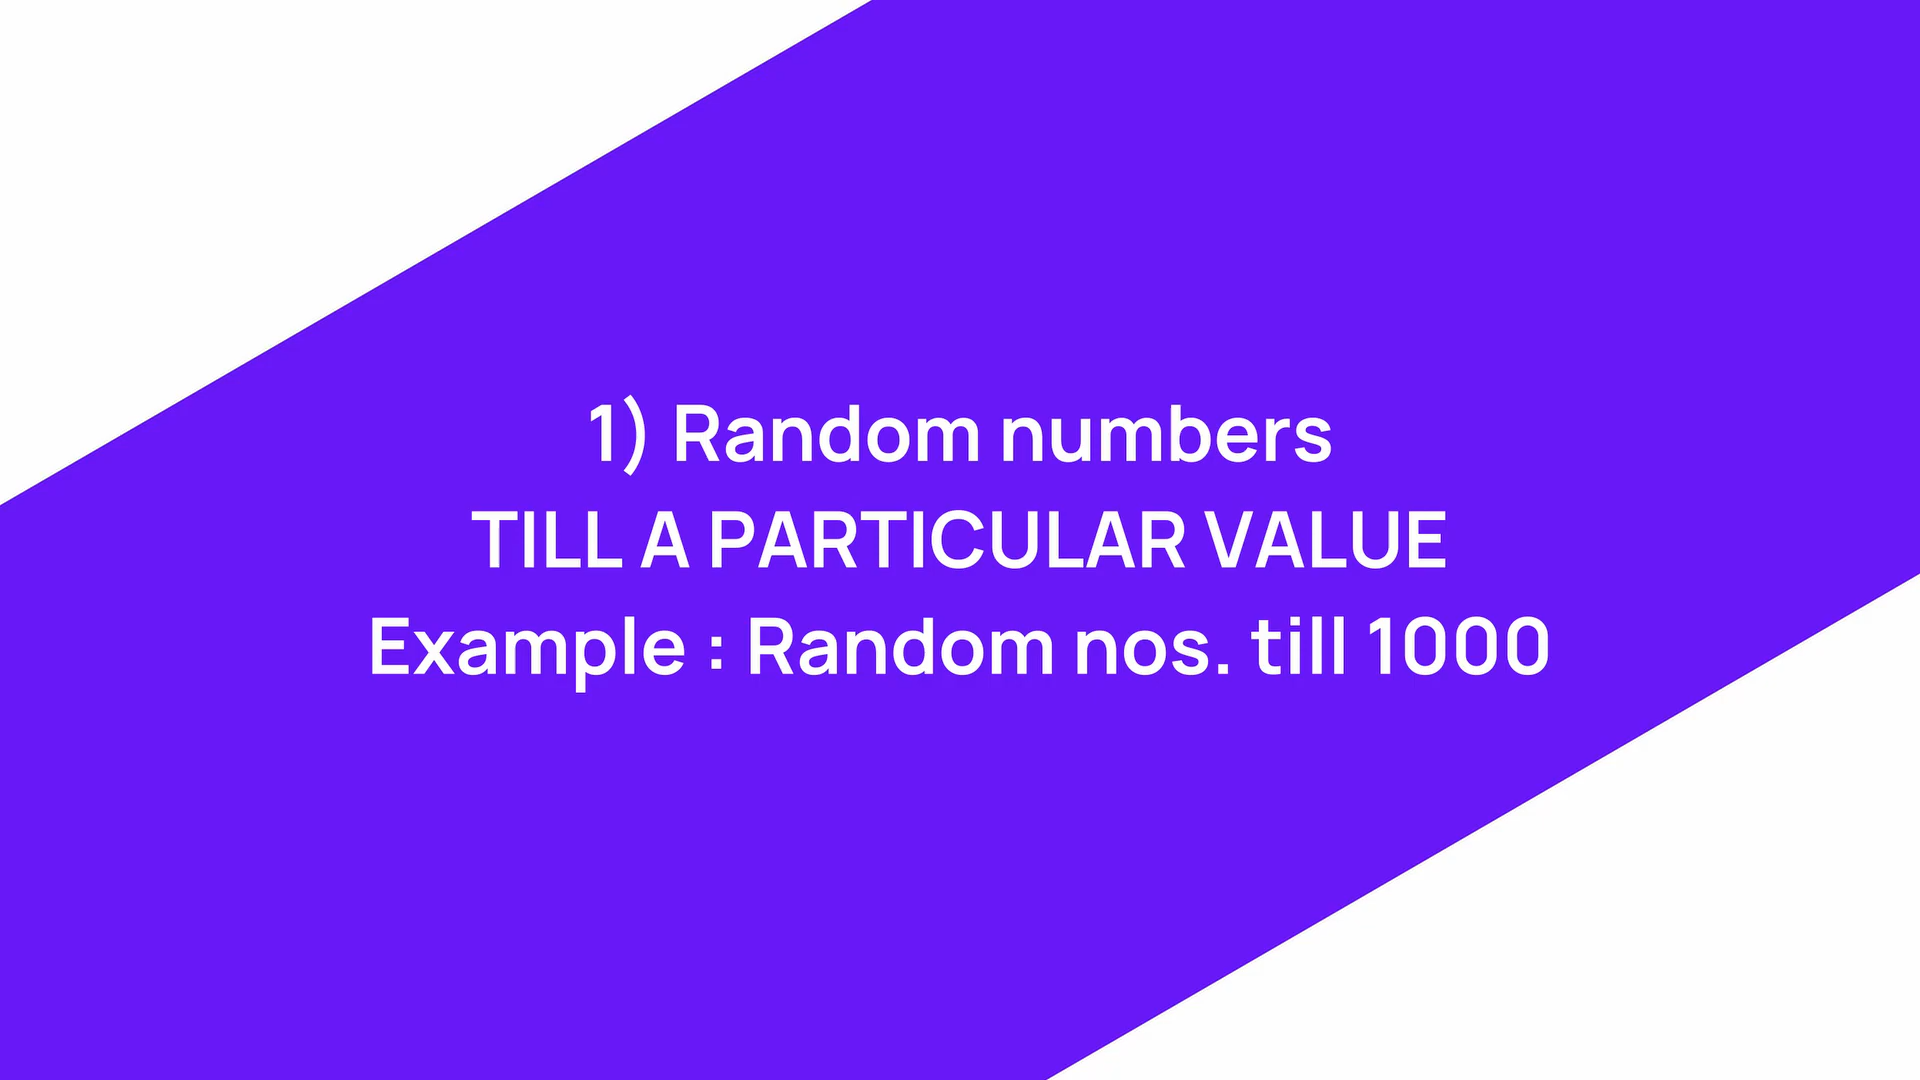 1) Random numbers
TILL A PARTICULAR VALUE
Example : Random nos. till 1000